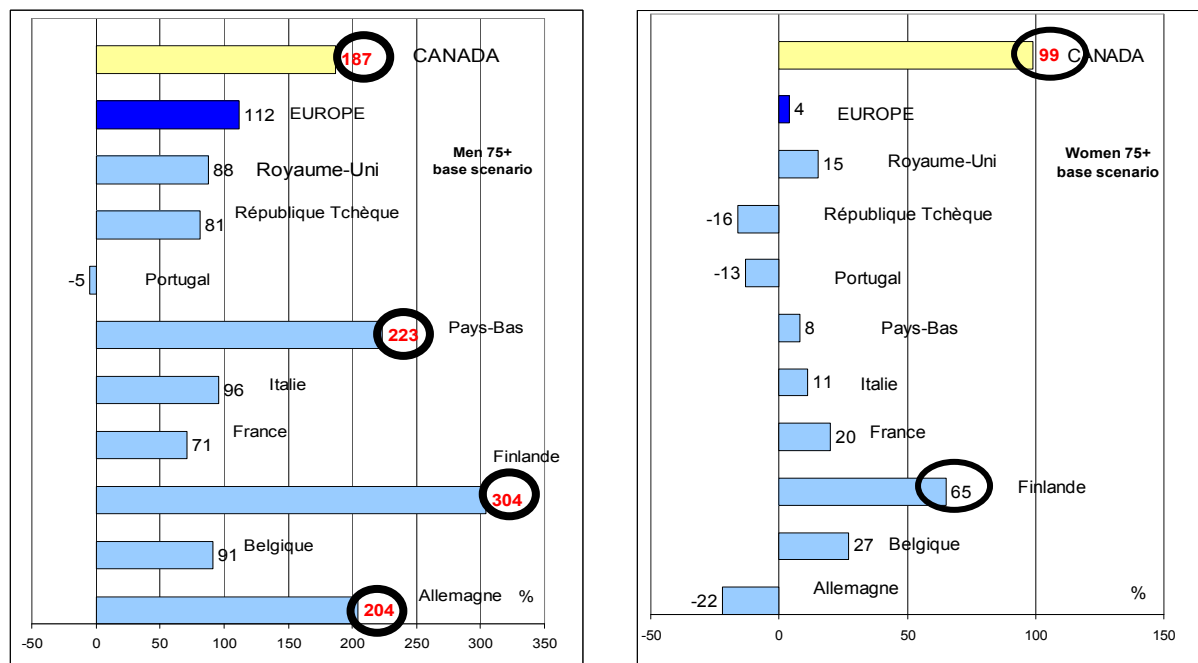 187 CANADA
112 EUROPE
Men 75+
base scenario
88 Royaume-Uni
81 République Tchèque
-5 Portugal
223 Pays-Bas
96 Italie
71 France
Finlande
304
91 Belgique
204 Allemagne %
-50 0 50 100 150 200 250 300 350
99 CANADA
4 EUROPE
Women 75+
base scenario
15 Royaume-Uni
-16 République Tchèque
-13 Portugal
8 Pays-Bas
11 Italie
20 France
65 Finlande
27 Belgique
-22 Allemagne %
-50 0 50 100 150